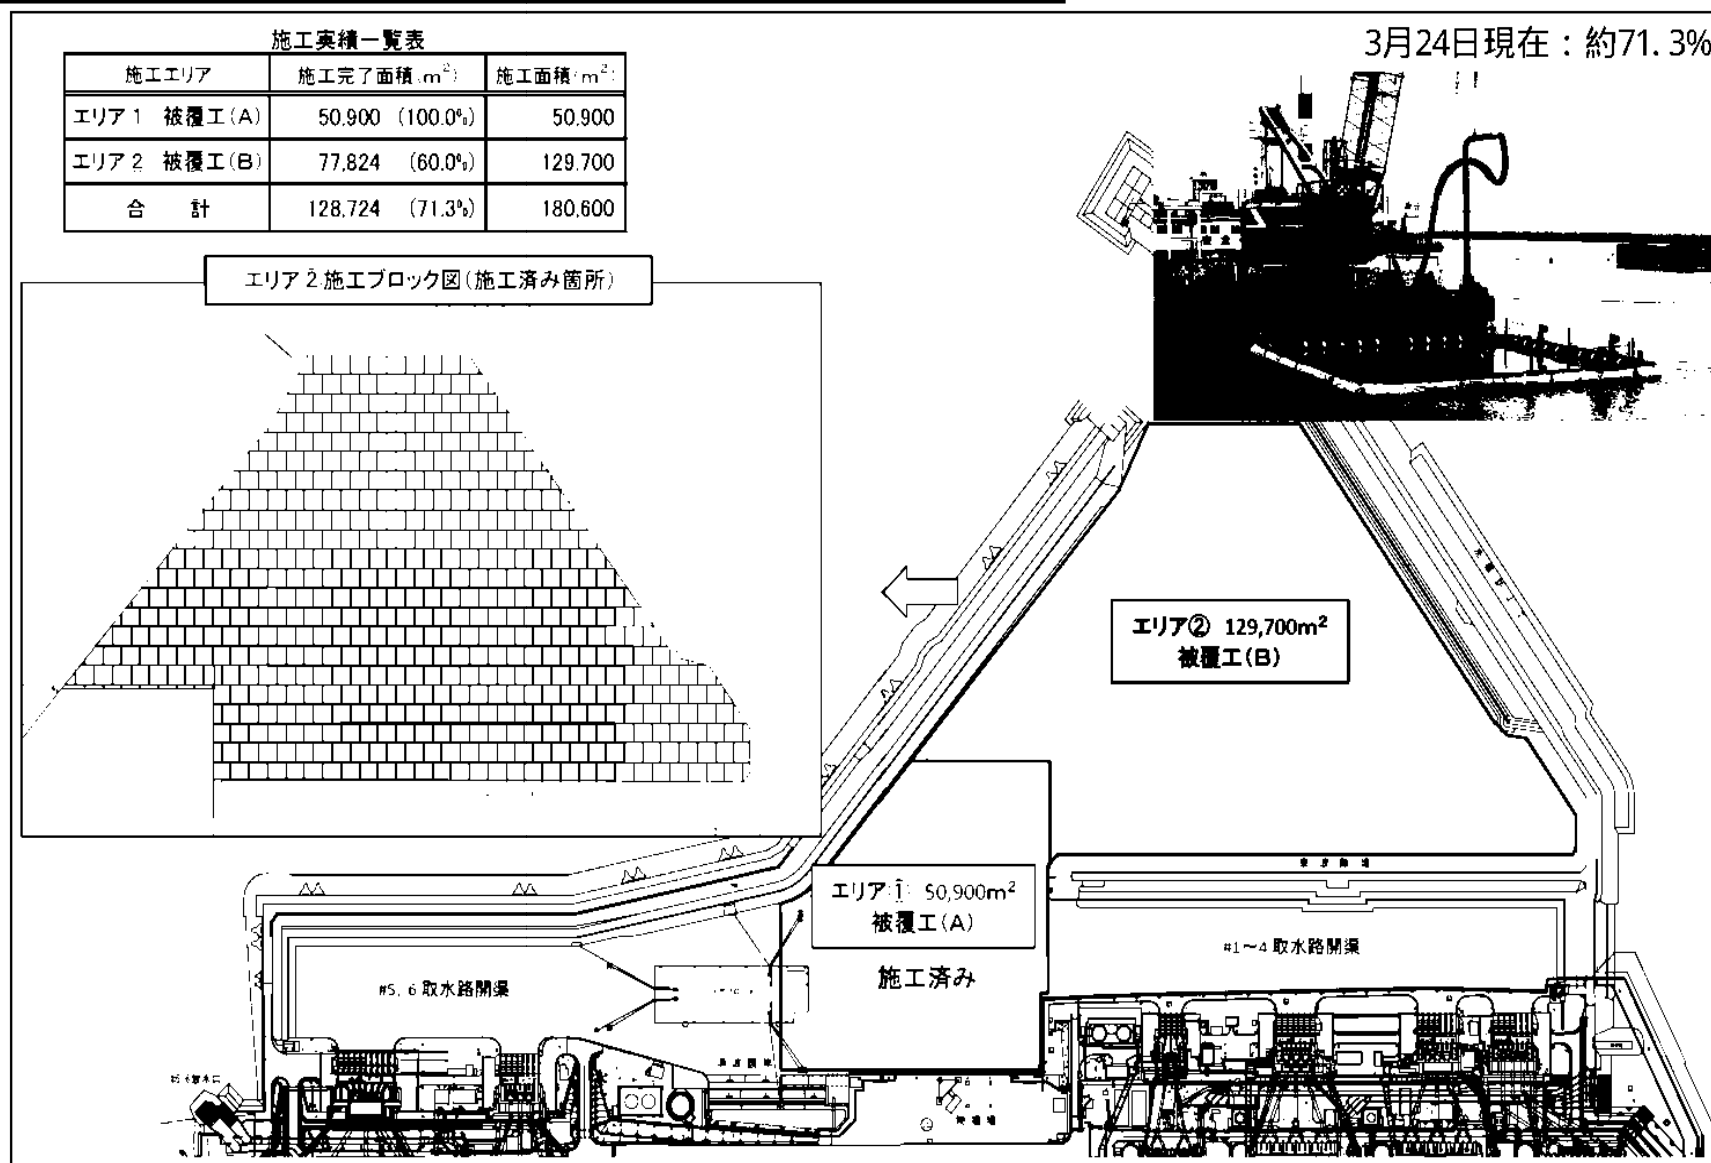 3月24日現在：約71.3%
施工実績一覧表
施工エリア 施工完了面積(m²) 施工面積(m²)
エリア1 被覆工(A) 50,900 (100.0%) 50,900
エリア2 被覆工(B) 77,824 (60.0%) 129,700
合 計 128,724 (71.3%) 180,600
エリア2施工ブロック図(施工済み箇所)
安全
エリア② 129,700m²
被覆工(B)
エリア① 50,900m²
被覆工(A)
施工済み
#1～4 取水路開渠
#5, 6 取水路開渠